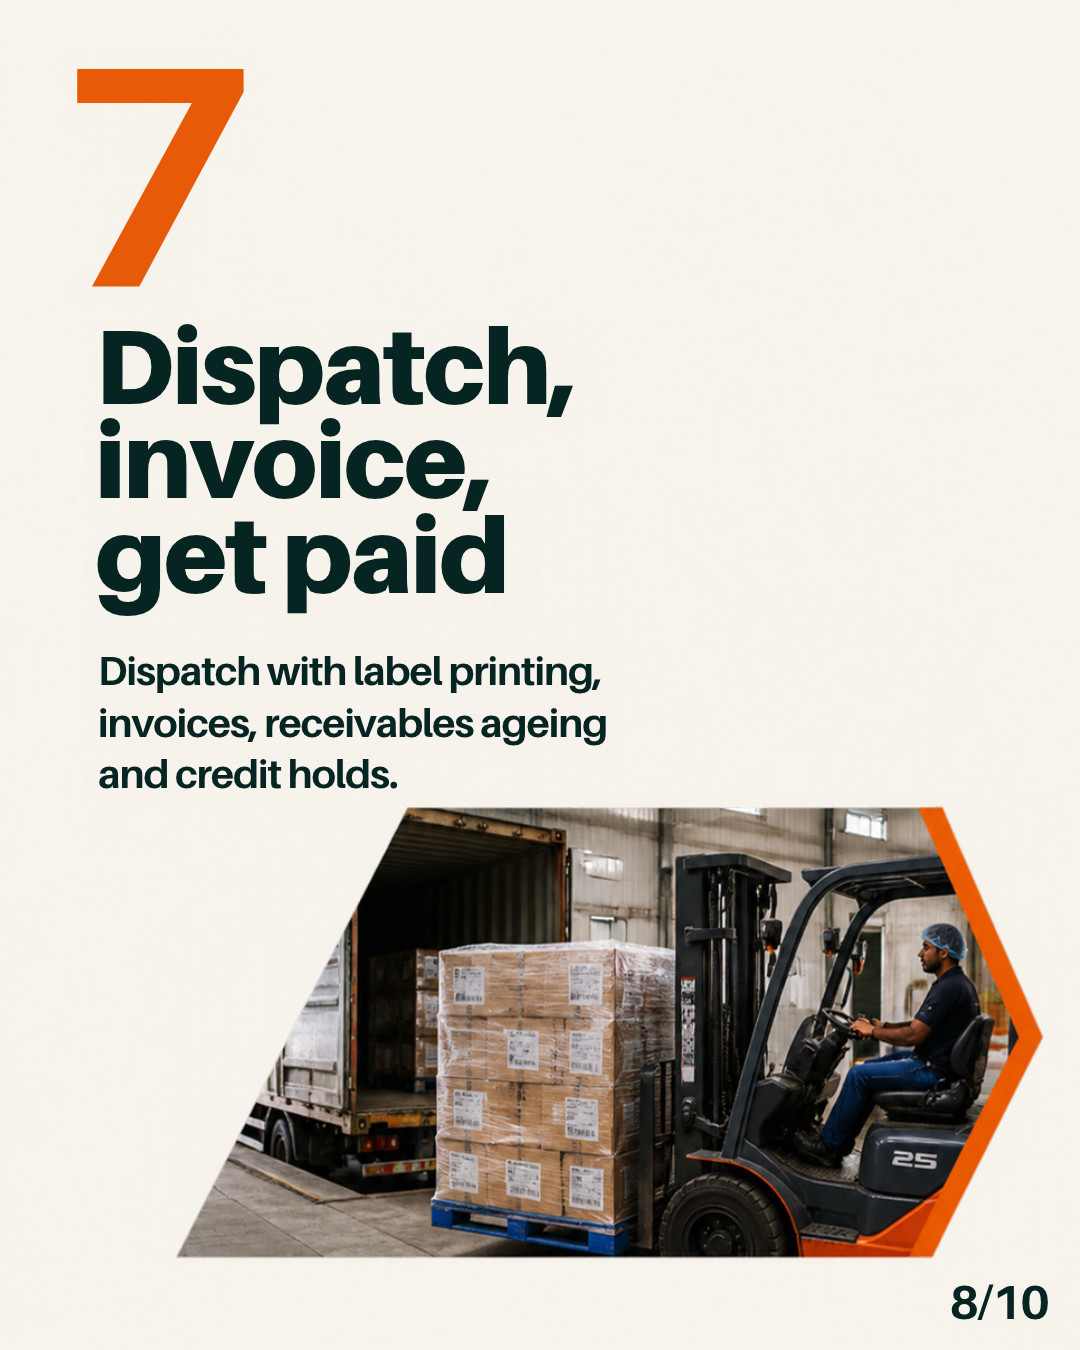 7
Dispatch,
invoice,
get paid
Dispatch with label printing,
invoices, receivables ageing
and credit holds.
25
8/10